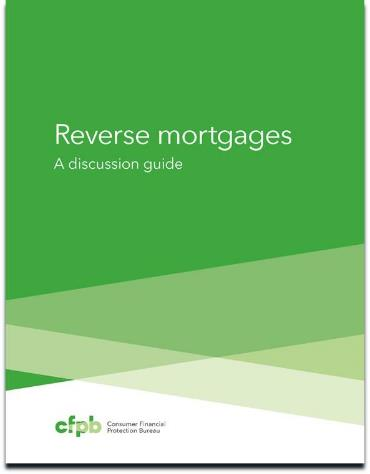 Reverse mortgages
A discussion guide
cfpb
Consumer Financial
Protection Bureau